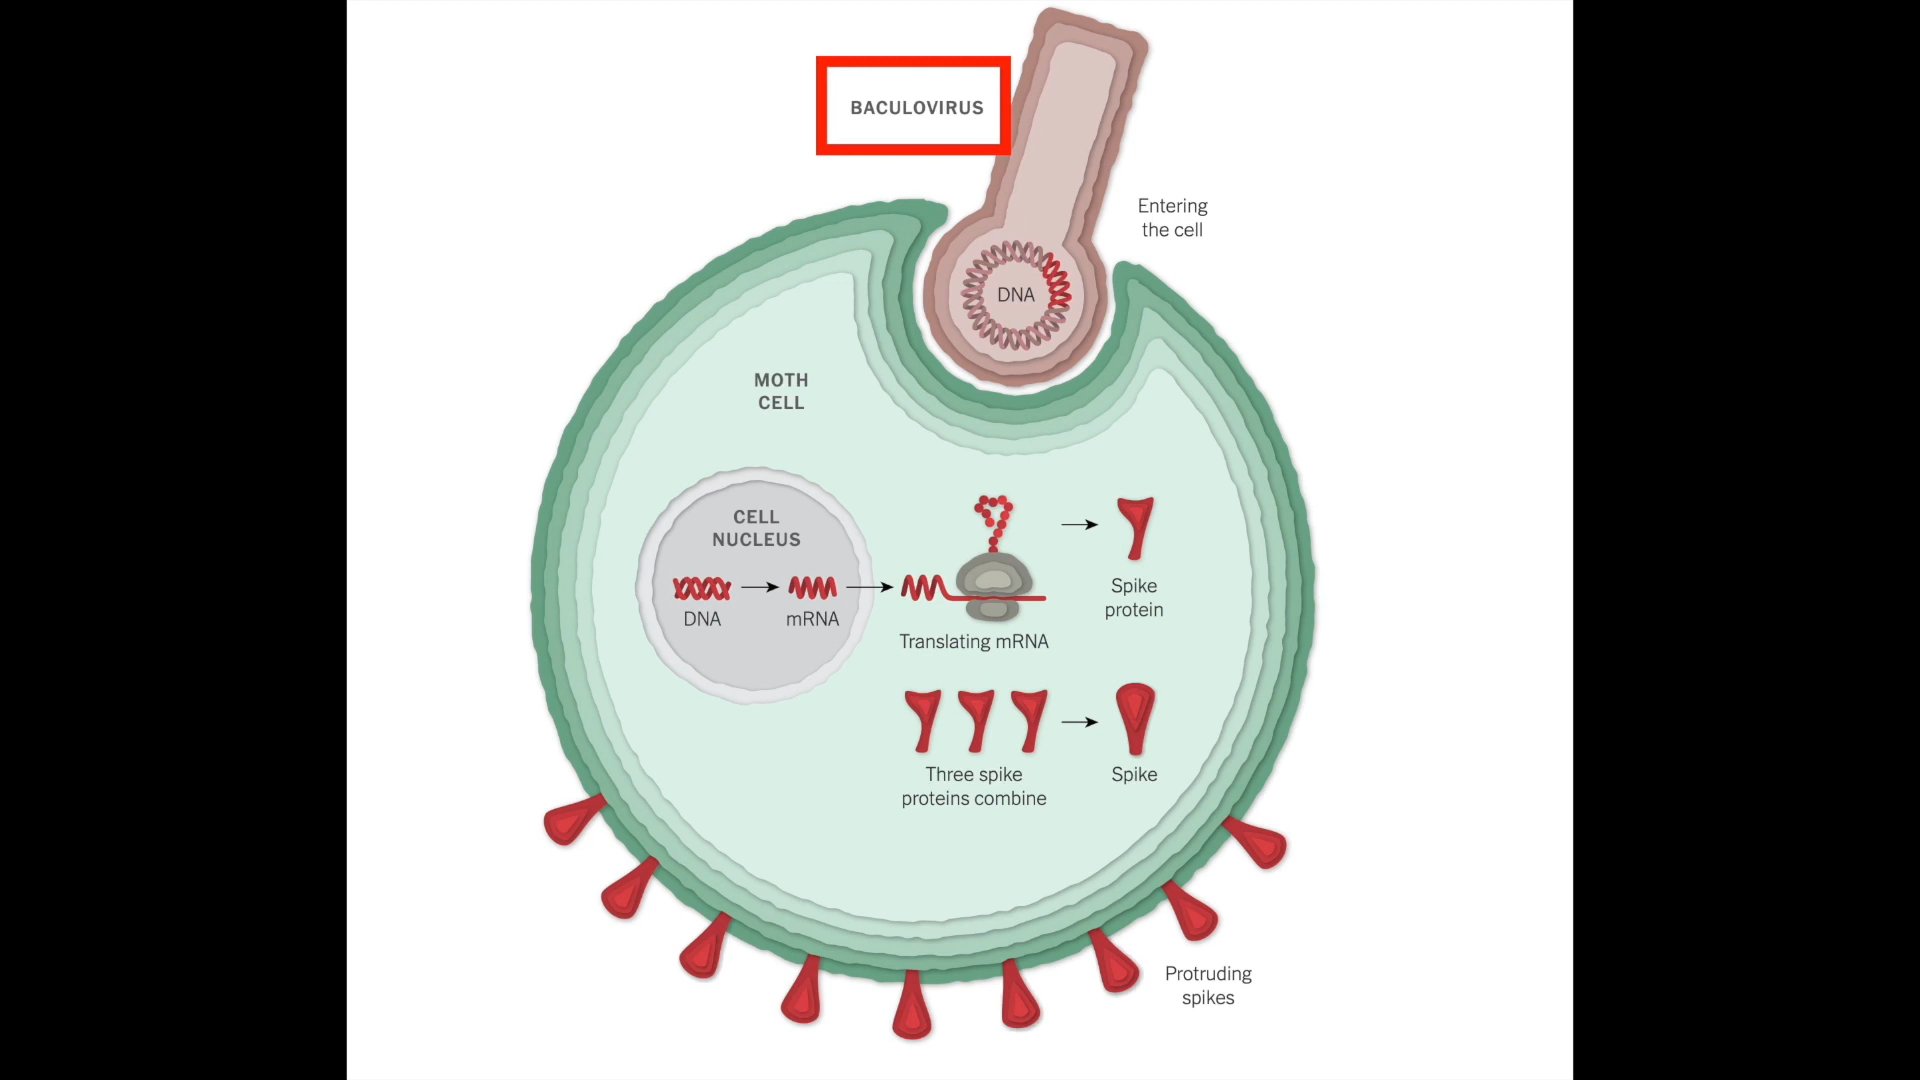 BACULOVIRUS
Entering
the cell
DNA
MOTH
CELL
CELL
NUCLEUS
DNA
mRNA
Translating mRNA
Spike
protein
Three spike
proteins combine
Spike
Protruding
spikes